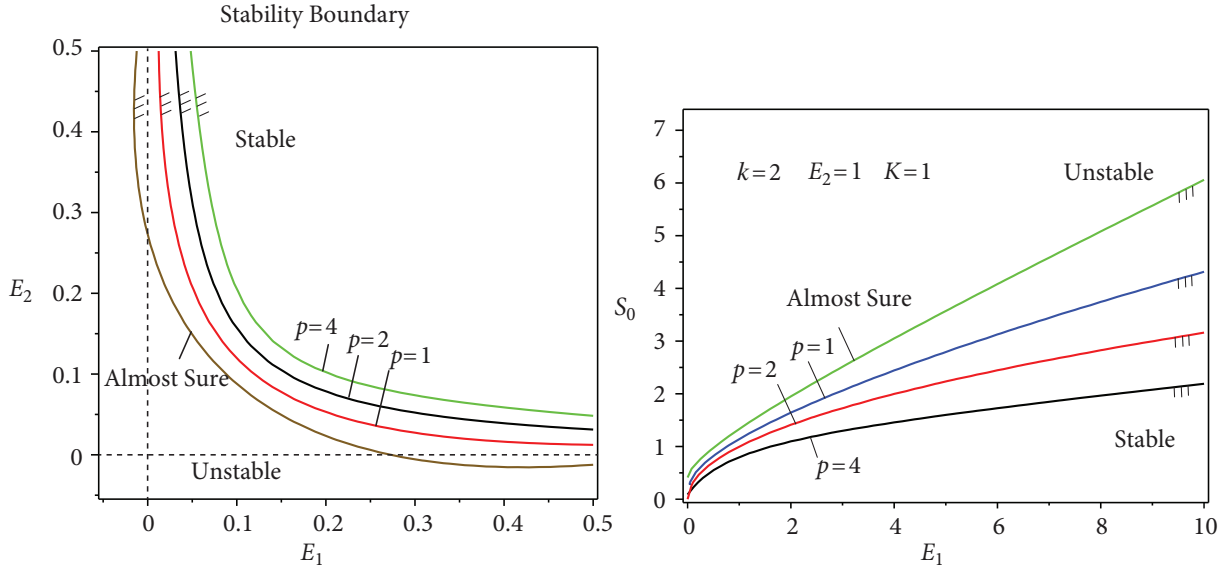 Stability Boundary
0.5
0.4
0.3
0.2
0.1
0
E₂
Stable
p=4
p=2
p=1
Almost Sure
Unstable
0
0.1
0.2
0.3
0.4
0.5
E₁
7
6
5
4
3
2
1
0
S₀
k=2 E₂=1 K=1
Unstable
Almost Sure
p=1
p=2
p=4
Stable
0
2
4
6
8
10
E₁